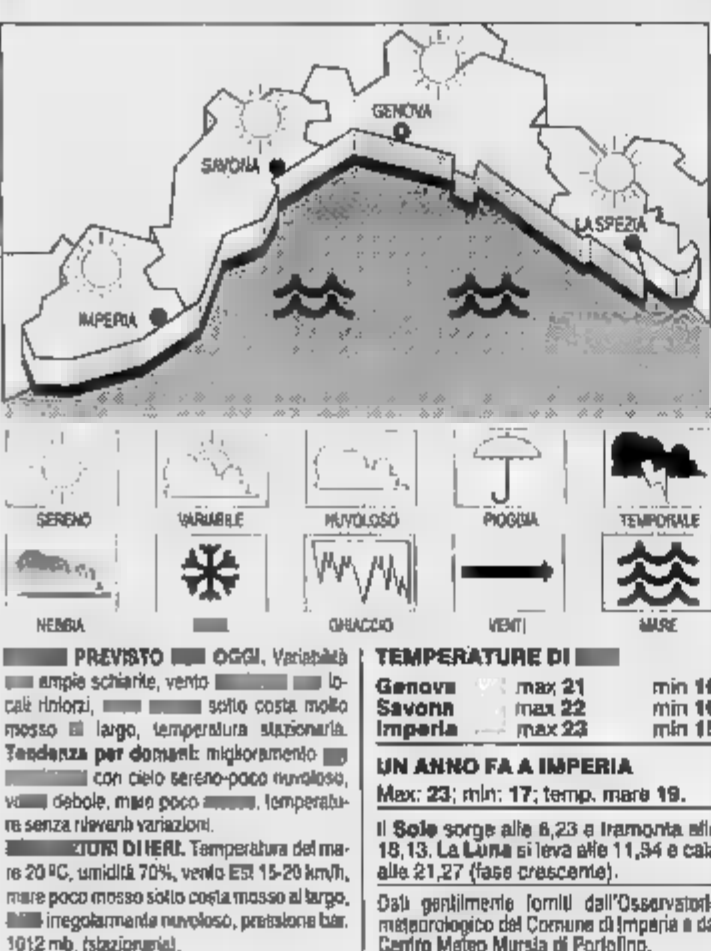 GENOVA
SAVONA
LA SPEZIA
IMPERIA
SERENO
VARIABILE
NUVOLOSO
PIOGGIA
TEMPORALE
NEBBIA
GHIACCIO
VENTI
MARE
PREVISTO OGGI. Variabilità
ampie schiarite, vento lo-
cali rinforzi, sotto costa molto
mosso al largo, temperatura stazionaria.
Tendenza per domani: miglioramento
con cielo sereno-poco nuvoloso,
debole, mare poco temperatu-
ra senza rilevanti variazioni.
DI IERI. Temperatura del ma-
re 20 ºC, umidità 70%, vento Est 15-20 km/h,
mare poco mosso sotto costa mosso al largo.
irregolarmente nuvoloso, pressione bar.
1012 mb. (stazionaria).
TEMPERATURE DI
Genova max 21 min
Savona max 22 min
Imperia max 23 min
UN ANNO FA A IMPERIA
Max: 23; min: 17; temp. mare 19.
Il Sole sorge alle 6,23 e tramonta alle
18,13. La Luna si leva alle e cala
alle 21,27 (fase crescente).
Dati gentilmente forniti dall'Osservatori-
meteorologico del Comune di Imperia e da
Centro Meteo Mursia di Portofino.